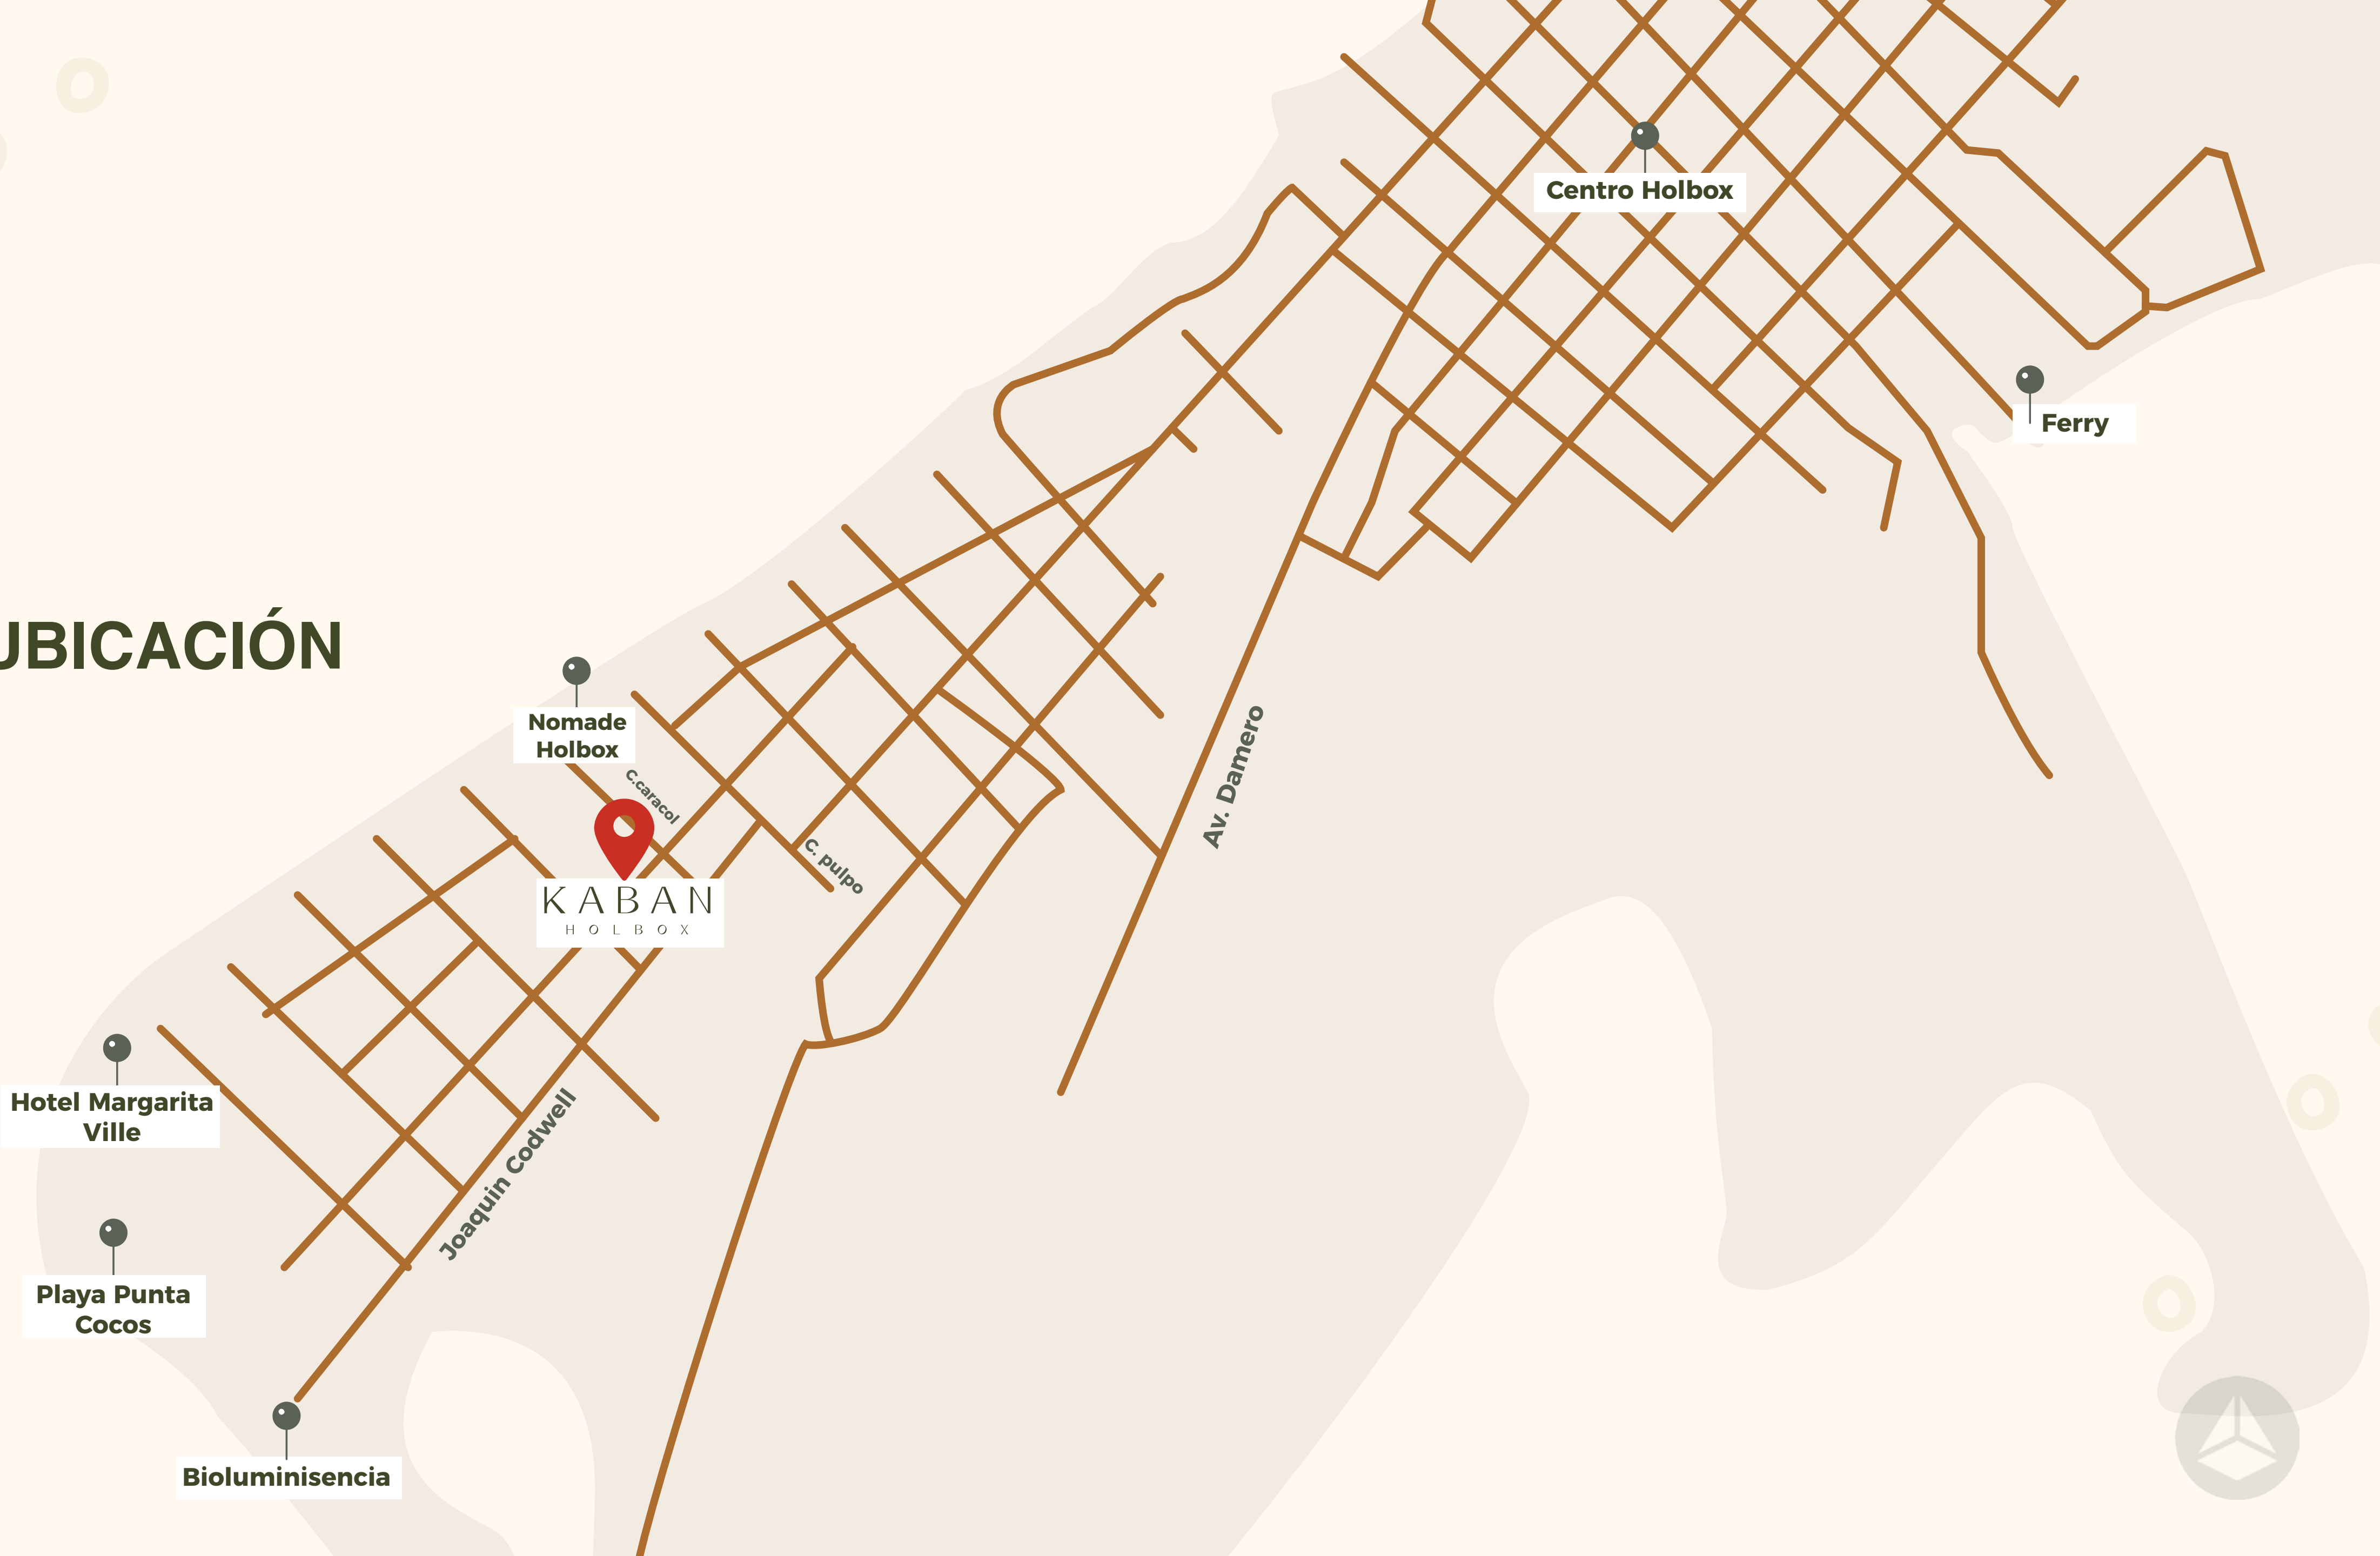 Centro Holbox
Ferry
UBICACIÓN
Nomade
Holbox
C.caracol
Av. Damero
C. pulpo
KABAN
HOLBOX
Hotel Margarita
Ville
Joaquin Codwell
Playa Punta
Cocos
Bioluminisencia